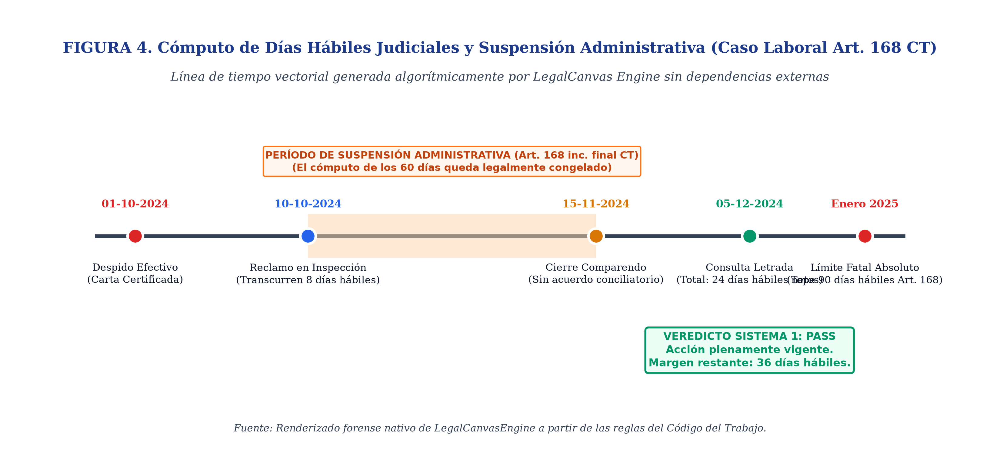 FIGURA 4. Cómputo de Días Hábiles Judiciales y Suspensión Administrativa (Caso Laboral Art. 168 CT)
Línea de tiempo vectorial generada algorítmicamente por LegalCanvas Engine sin dependencias externas
PERÍODO DE SUSPENSIÓN ADMINISTRATIVA (Art. 168 inc. final CT)
(El cómputo de los 60 días queda legalmente congelado)
01-10-2024
10-10-2024
15-11-2024
05-12-2024
Enero 2025
Despido Efectivo
(Carta Certificada)
Reclamo en Inspección
(Transcurren 8 días hábiles)
Cierre Comparendo
(Sin acuerdo conciliatorio)
Consulta Letrada
(Total: 24 días hábiles netos)
Límite Fatal Absoluto
(Tope 90 días hábiles Art. 168)
VEREDICTO SISTEMA 1: PASS
Acción plenamente vigente.
Margen restante: 36 días hábiles.
Fuente: Renderizado forense nativo de LegalCanvasEngine a partir de las reglas del Código del Trabajo.